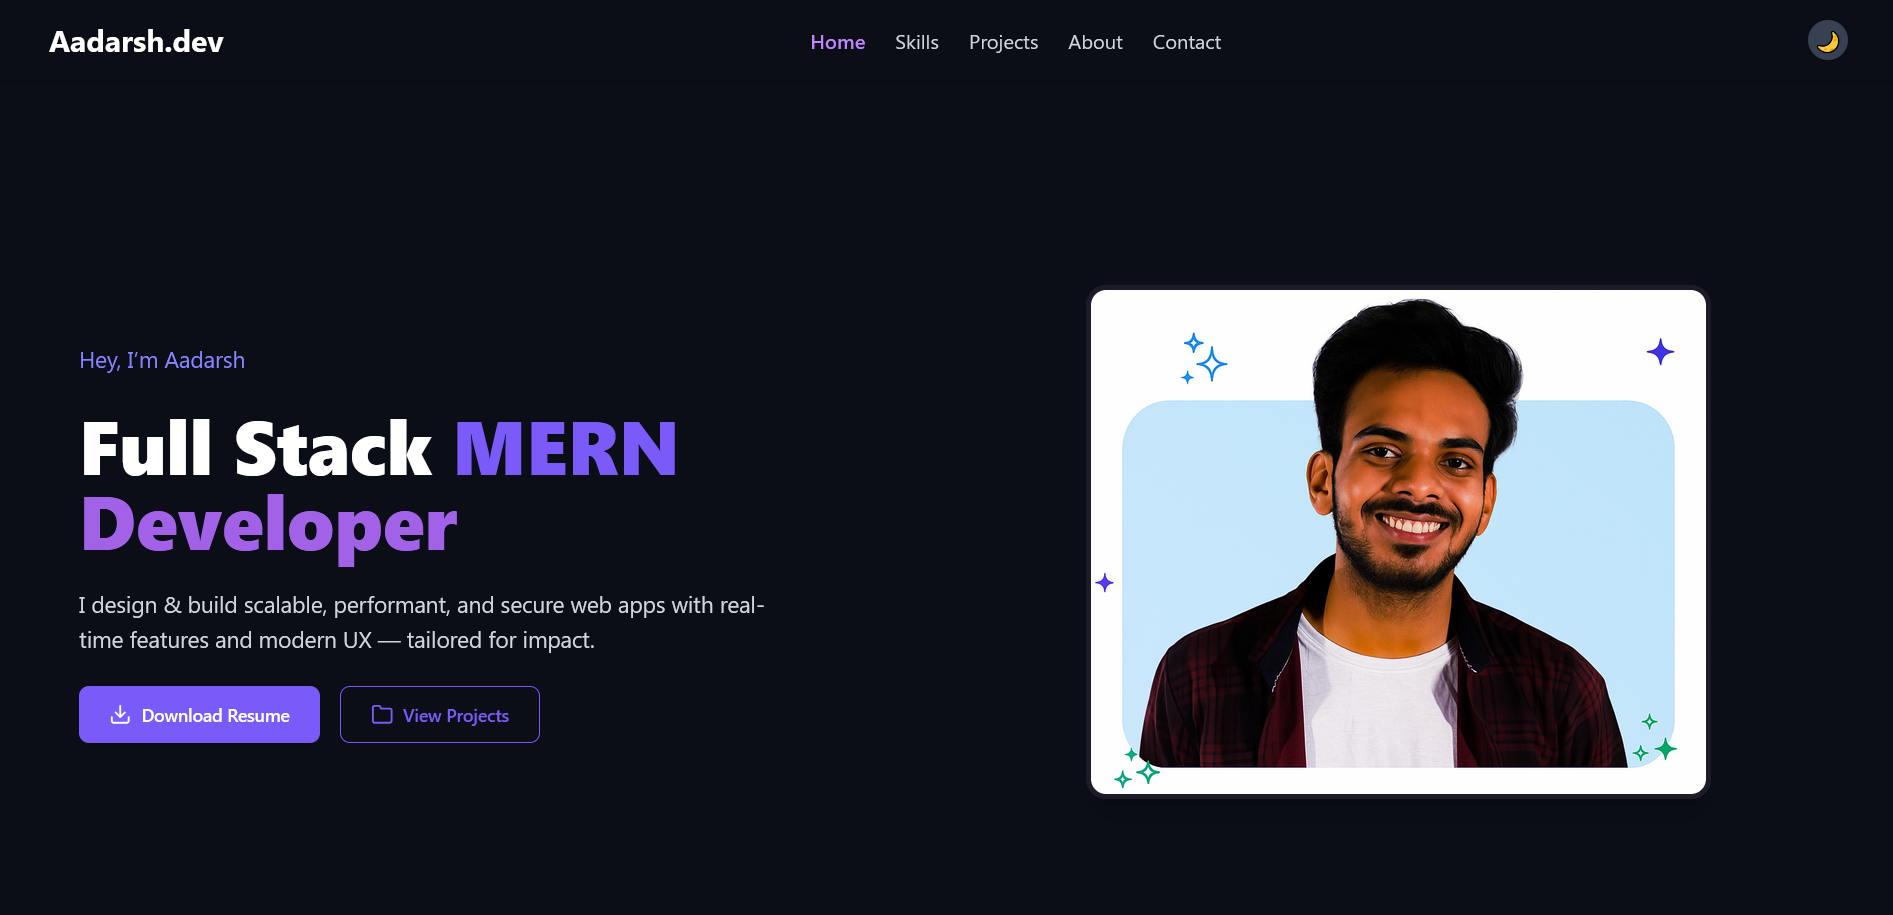 Aadarsh.dev
Home Skills Projects About Contact
Hey, I’m Aadarsh
Full Stack MERN
Developer
I design & build scalable, performant, and secure web apps with real-
time features and modern UX — tailored for impact.
Download Resume View Projects